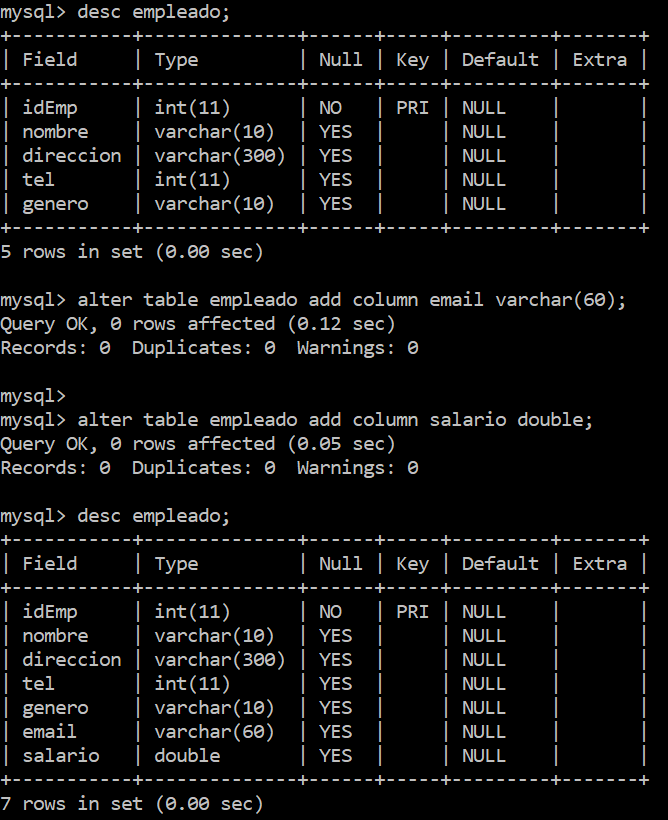 mysql> desc empleado;
+-----------+--------------+------+-----+---------+-------+
| Field     | Type         | Null | Key | Default | Extra |
+-----------+--------------+------+-----+---------+-------+
| idEmp     | int(11)      | NO   | PRI | NULL    |       |
| nombre    | varchar(10)  | YES  |     | NULL    |       |
| direccion | varchar(300) | YES  |     | NULL    |       |
| tel       | int(11)      | YES  |     | NULL    |       |
| genero    | varchar(10)  | YES  |     | NULL    |       |
+-----------+--------------+------+-----+---------+-------+
5 rows in set (0.00 sec)

mysql> alter table empleado add column email varchar(60);
Query OK, 0 rows affected (0.12 sec)
Records: 0  Duplicates: 0  Warnings: 0

mysql>
mysql> alter table empleado add column salario double;
Query OK, 0 rows affected (0.05 sec)
Records: 0  Duplicates: 0  Warnings: 0

mysql> desc empleado;
+-----------+--------------+------+-----+---------+-------+
| Field     | Type         | Null | Key | Default | Extra |
+-----------+--------------+------+-----+---------+-------+
| idEmp     | int(11)      | NO   | PRI | NULL    |       |
| nombre    | varchar(10)  | YES  |     | NULL    |       |
| direccion | varchar(300) | YES  |     | NULL    |       |
| tel       | int(11)      | YES  |     | NULL    |       |
| genero    | varchar(10)  | YES  |     | NULL    |       |
| email     | varchar(60)  | YES  |     | NULL    |       |
| salario   | double       | YES  |     | NULL    |       |
+-----------+--------------+------+-----+---------+-------+
7 rows in set (0.00 sec)